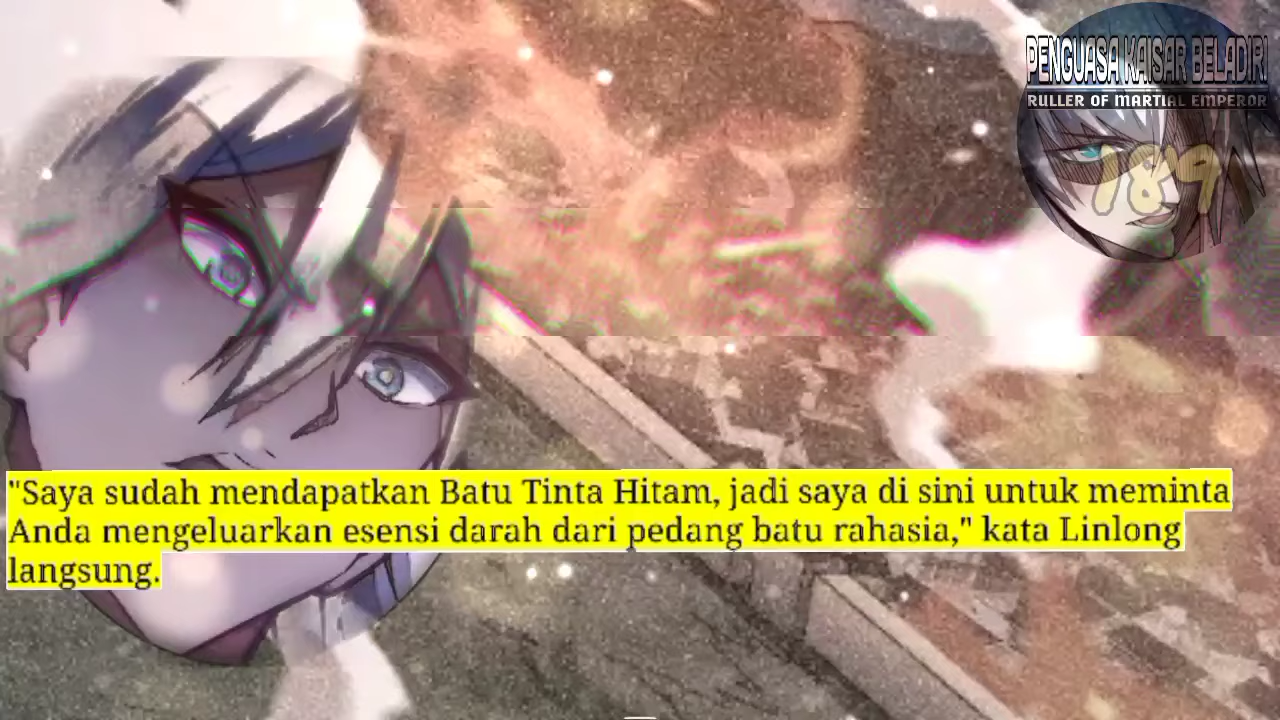 PENGUASA KAISAR BELADIRI
RULLER OF MARTIAL EMPEROR
789
"Saya sudah mendapatkan Batu Tinta Hitam, jadi saya di sini untuk meminta
Anda mengeluarkan esensi darah dari pedang batu rahasia," kata Linlong
langsung.